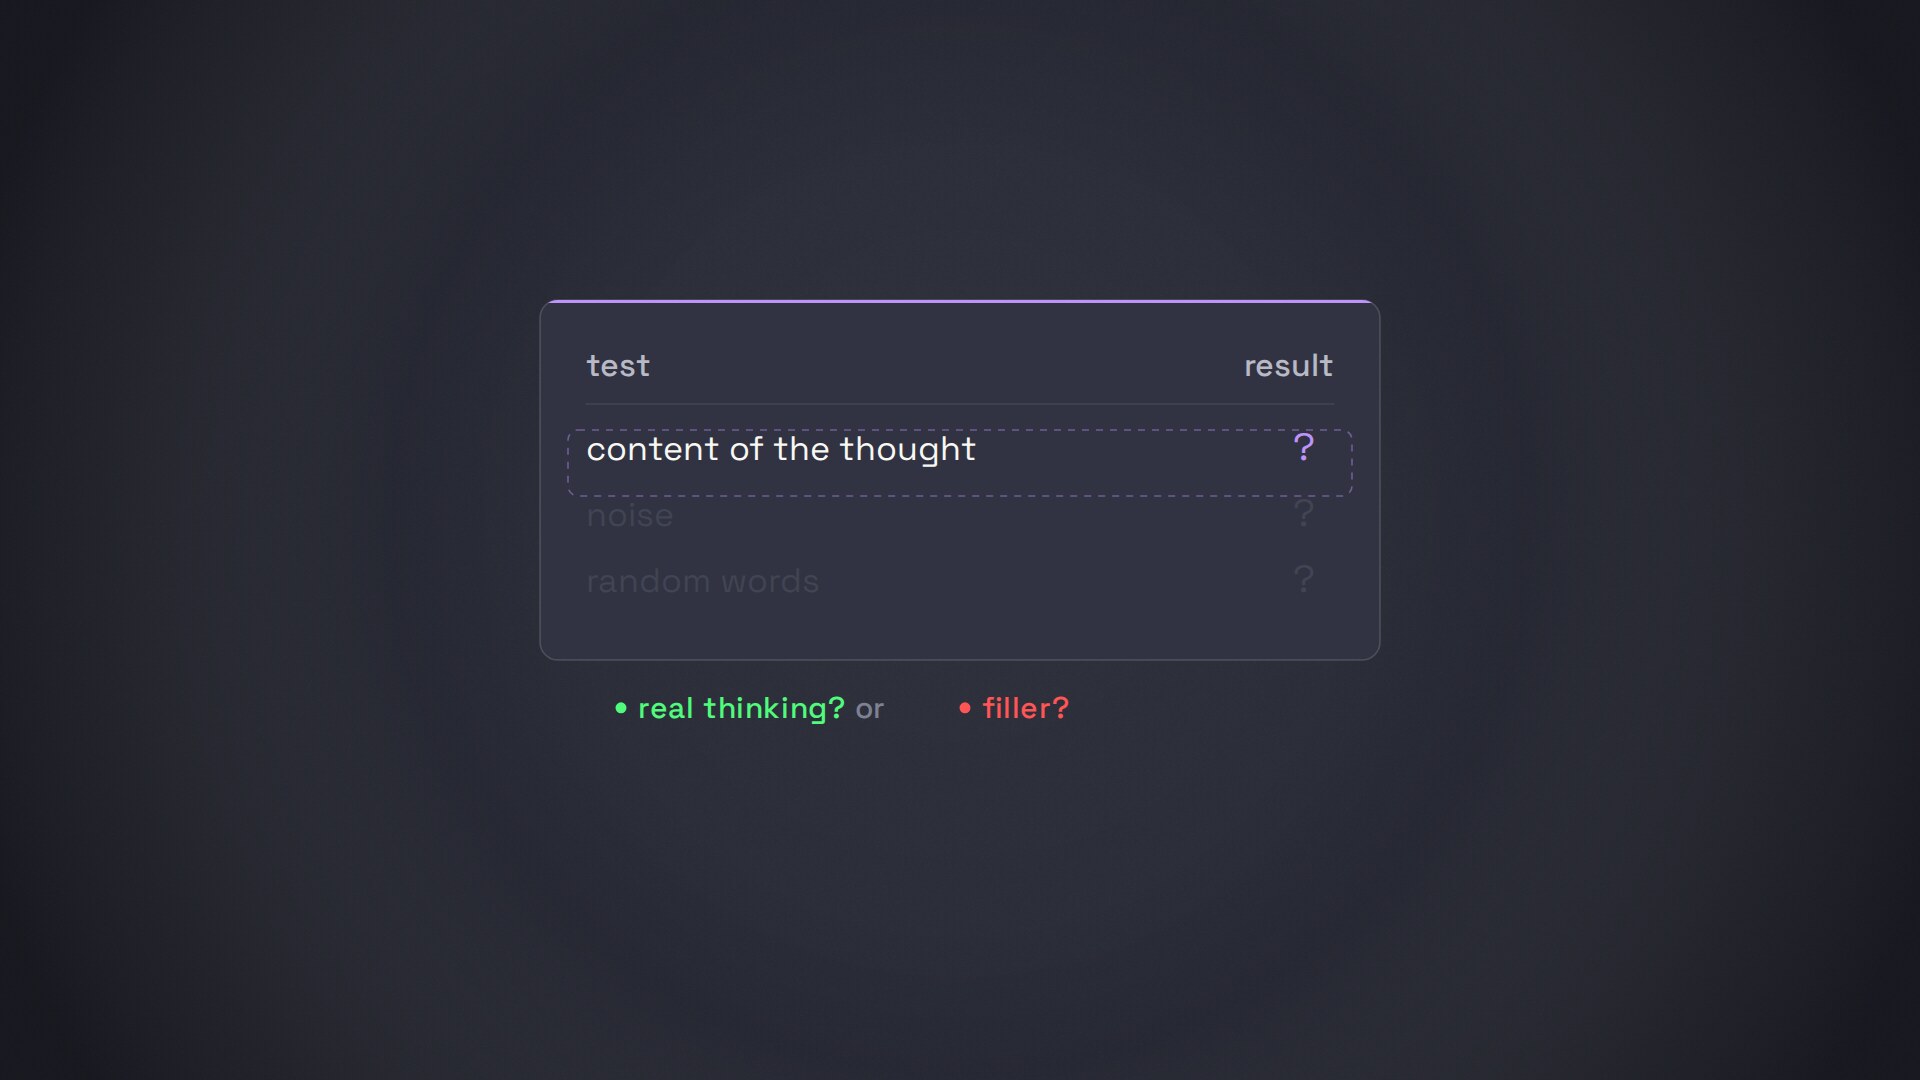 test result
content of the thought ?
noise ?
random words ?
real thinking? or filler?